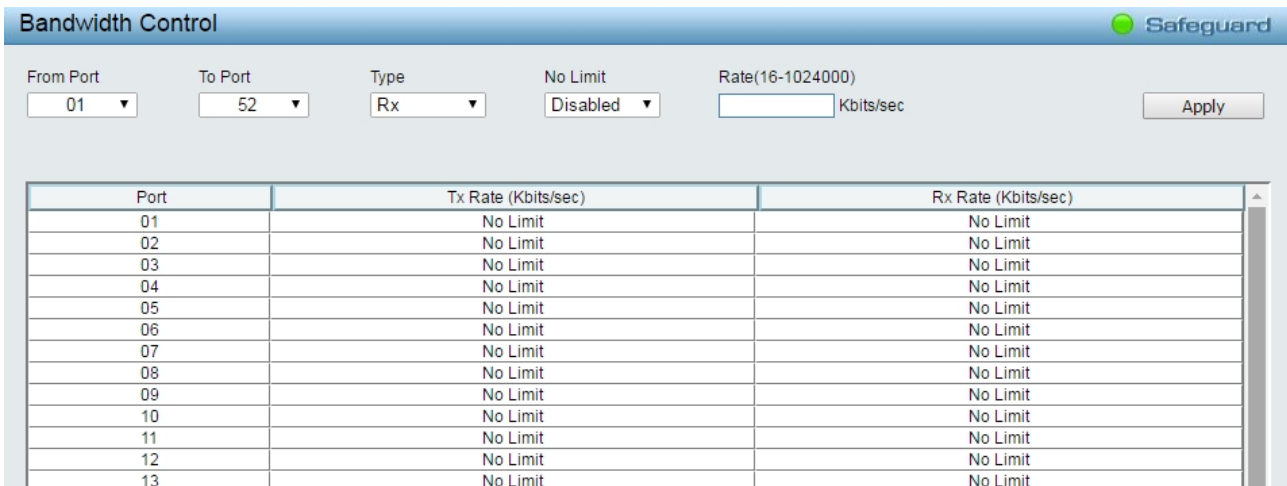 Bandwidth Control Safeguard
From Port To Port Type No Limit Rate(16-1024000)
01 52 Rx Disabled Kbits/sec Apply
Port Tx Rate (Kbits/sec) Rx Rate (Kbits/sec)
01 No Limit No Limit
02 No Limit No Limit
03 No Limit No Limit
04 No Limit No Limit
05 No Limit No Limit
06 No Limit No Limit
07 No Limit No Limit
08 No Limit No Limit
09 No Limit No Limit
10 No Limit No Limit
11 No Limit No Limit
12 No Limit No Limit
13 No Limit No Limit